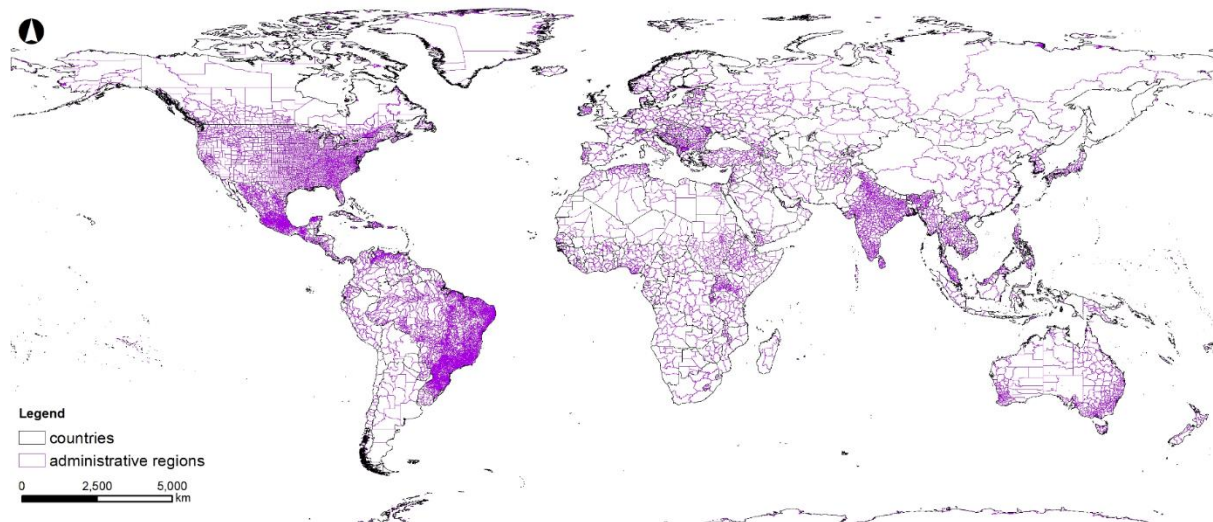 Legend
countries
administrative regions
0 2,500 5,000
km